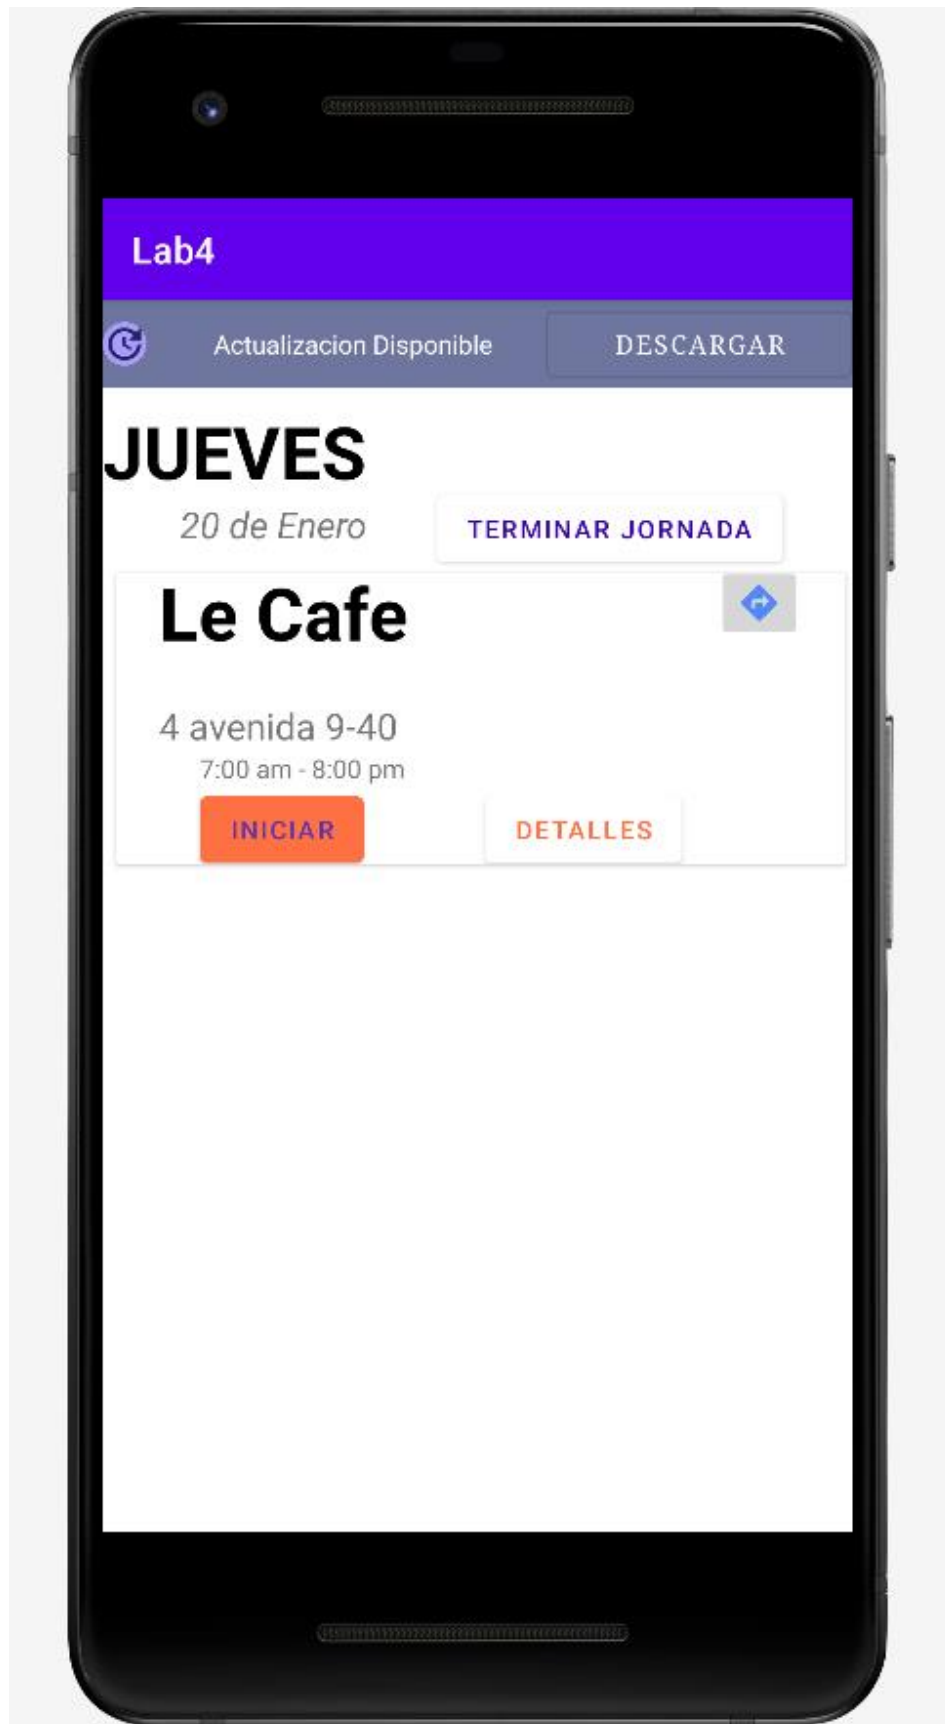 Lab4
Actualizacion Disponible DESCARGAR
JUEVES
20 de Enero TERMINAR JORNADA
Le Cafe
4 avenida 9-40
7:00 am - 8:00 pm
INICIAR DETALLES